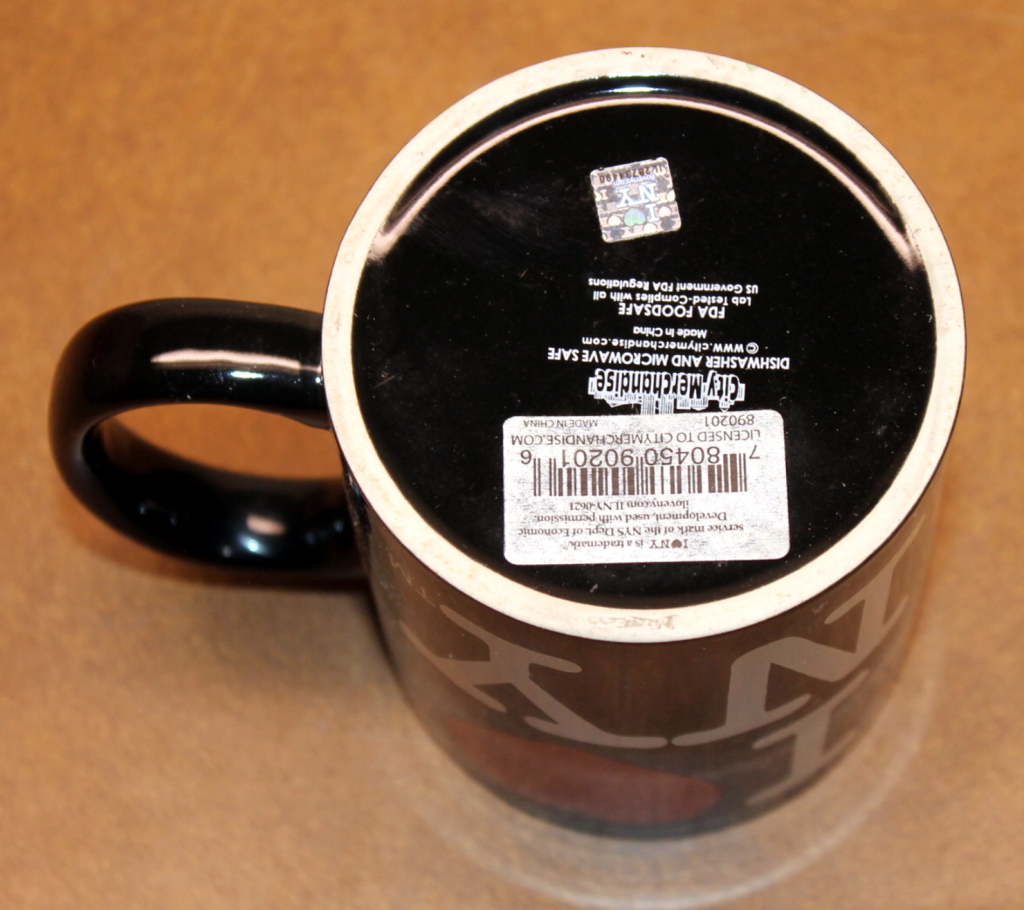 I ❤ NY is a trademark/
service mark of the NYS Dept. of Economic
Development, used with permission.
iloveny.com ILNY-0621
7 80450 90201 6
LICENSED TO CITYMERCHANDISE.COM
890201 MADE IN CHINA
City Merchandise
DISHWASHER AND MICROWAVE SAFE
© www.citymerchandise.com
Made In China
FDA FOODSAFE
Lab Tested-Complies with all
US Government FDA Regulations
I
NY
I
NY